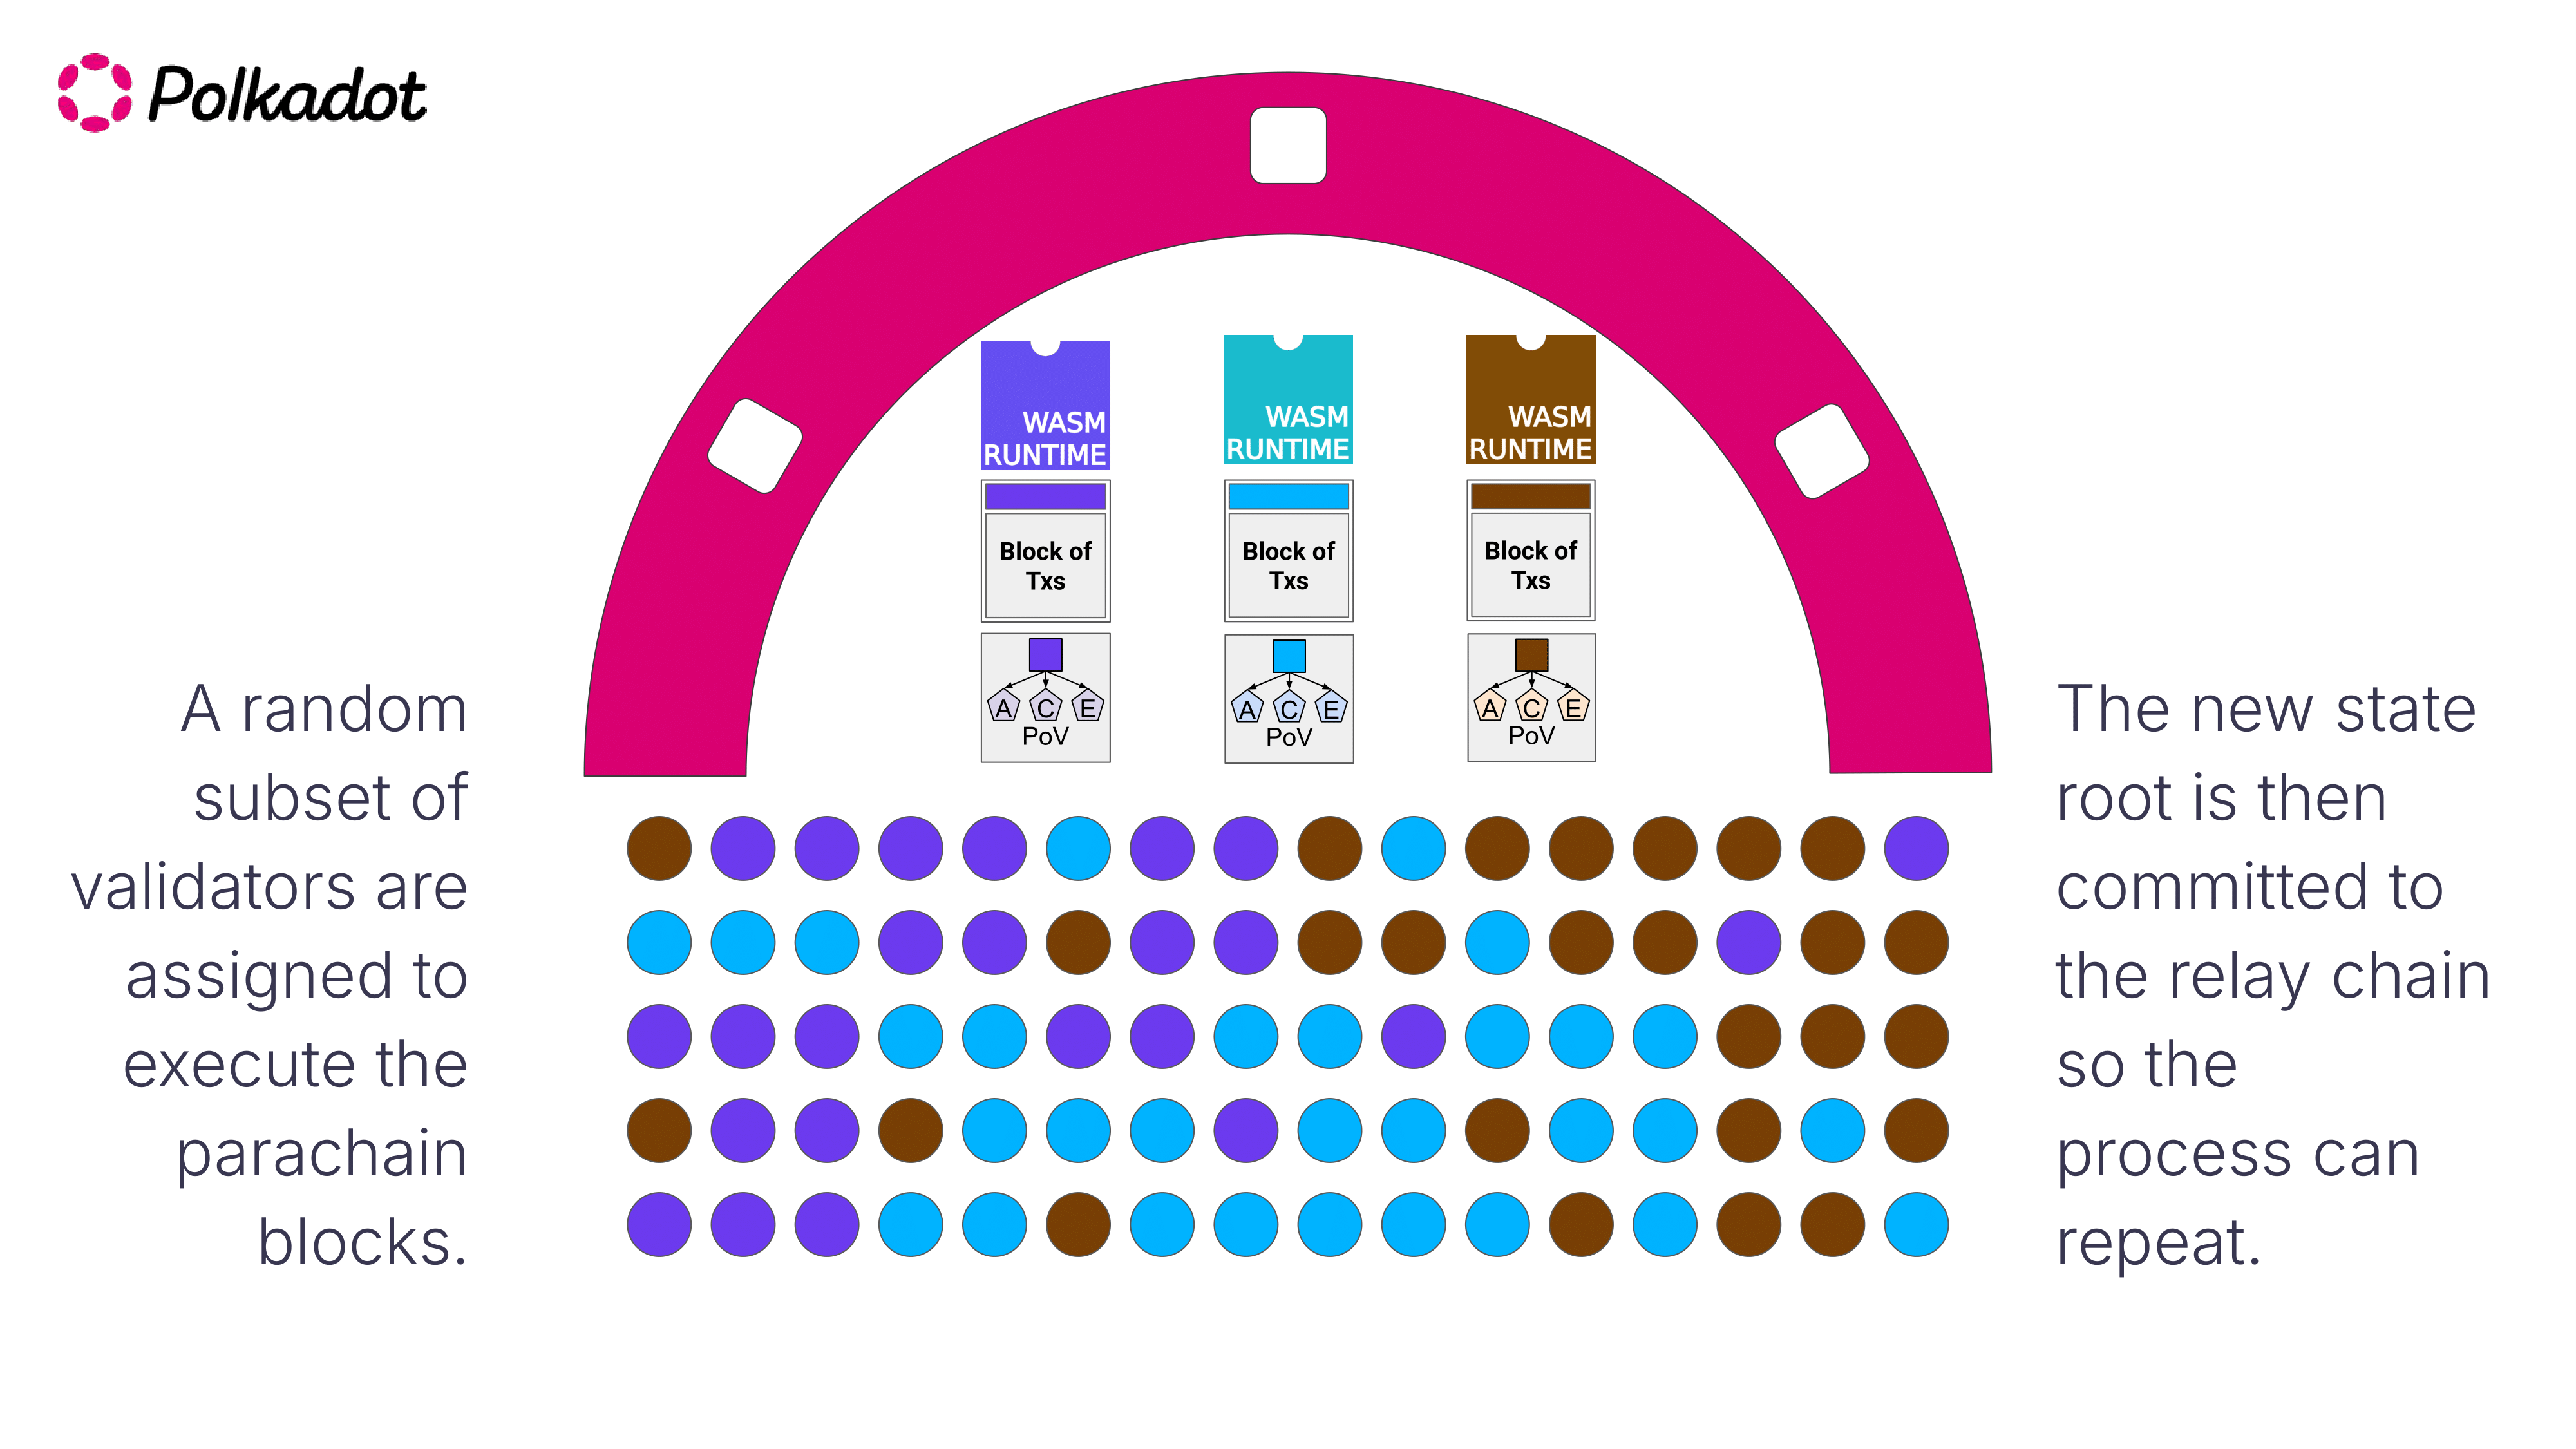 Polkadot
WASM
RUNTIME
WASM
RUNTIME
WASM
RUNTIME
Block of
Txs
Block of
Txs
Block of
Txs
A C E
PoV
A C E
PoV
A C E
PoV
A random
subset of
validators are
assigned to
execute the
parachain
blocks.
The new state
root is then
committed to
the relay chain
so the
process can
repeat.